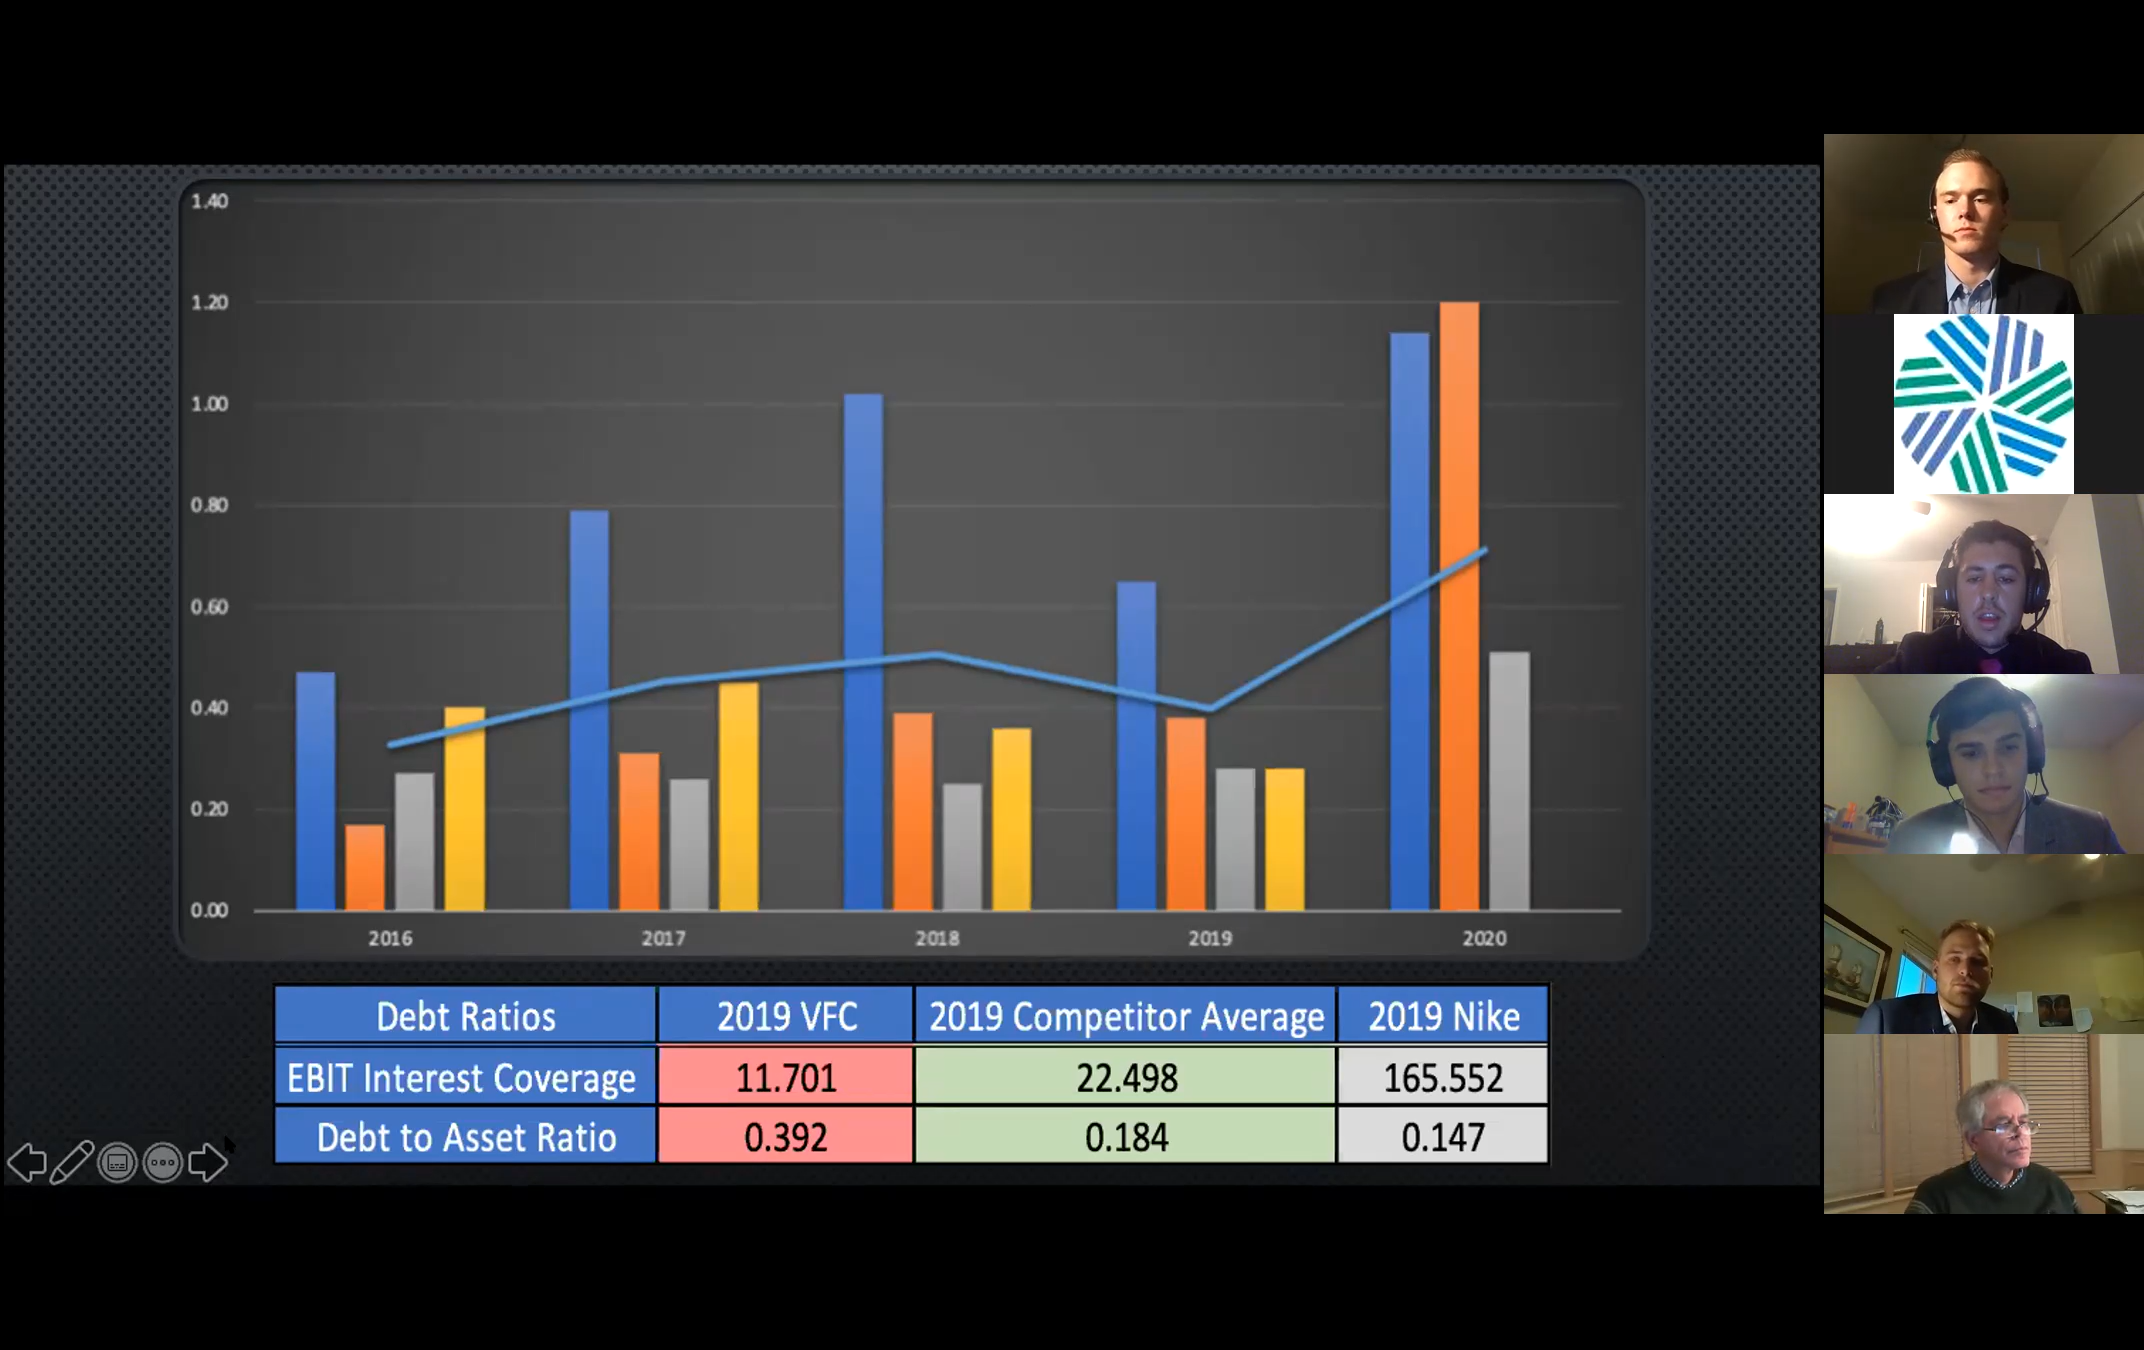 1.40
1.20
1.00
0.80
0.60
0.40
0.20
0.00
2016 2017 2018 2019 2020
Debt Ratios 2019 VFC 2019 Competitor Average 2019 Nike
EBIT Interest Coverage 11.701 22.498 165.552
Debt to Asset Ratio 0.392 0.184 0.147